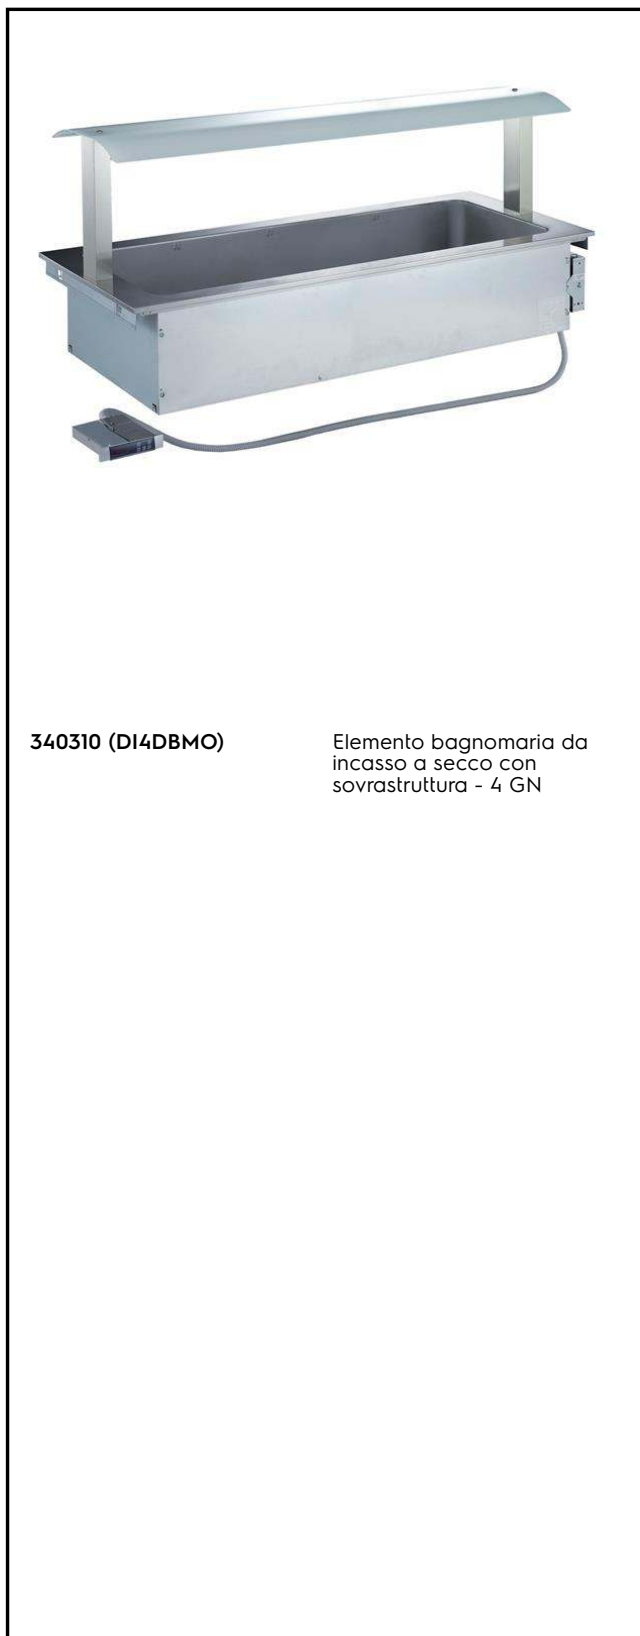 340310 (DI4DBMO)
Elemento bagnomaria da
incasso a secco con
sovrastruttura - 4 GN